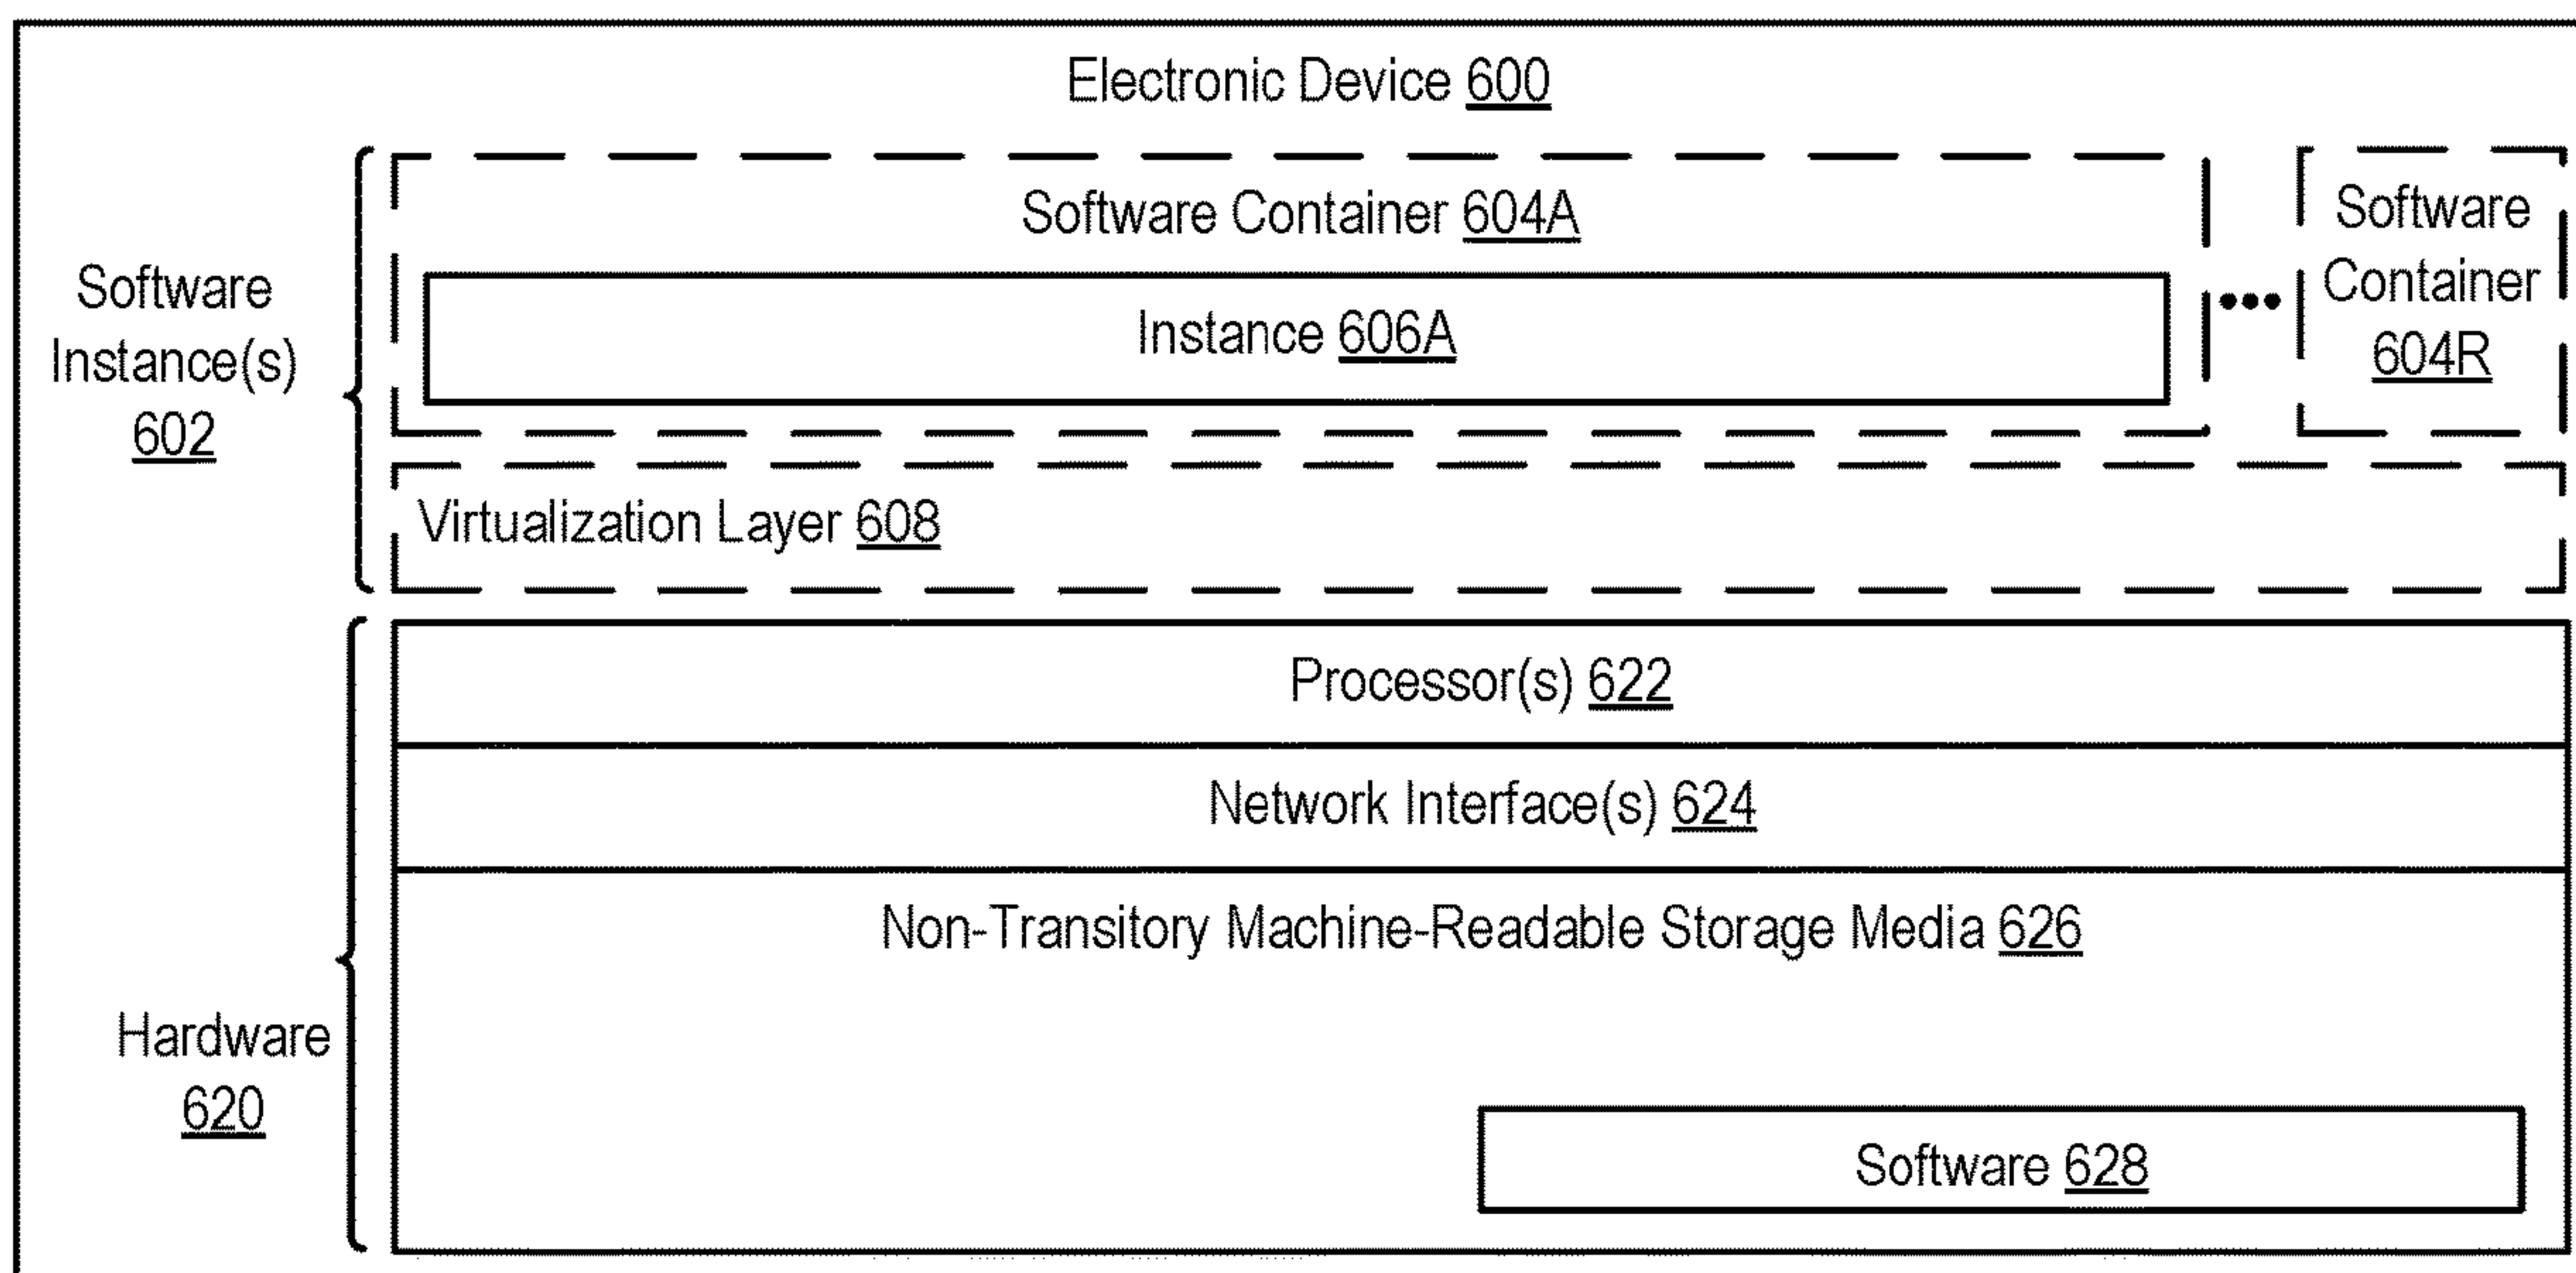 Electronic Device 600
Software Container 604A
Instance 606A
Software
Container
604R
Software
Instance(s)
602
Virtualization Layer 608
Processor(s) 622
Network Interface(s) 624
Non-Transitory Machine-Readable Storage Media 626
Hardware
620
Software 628